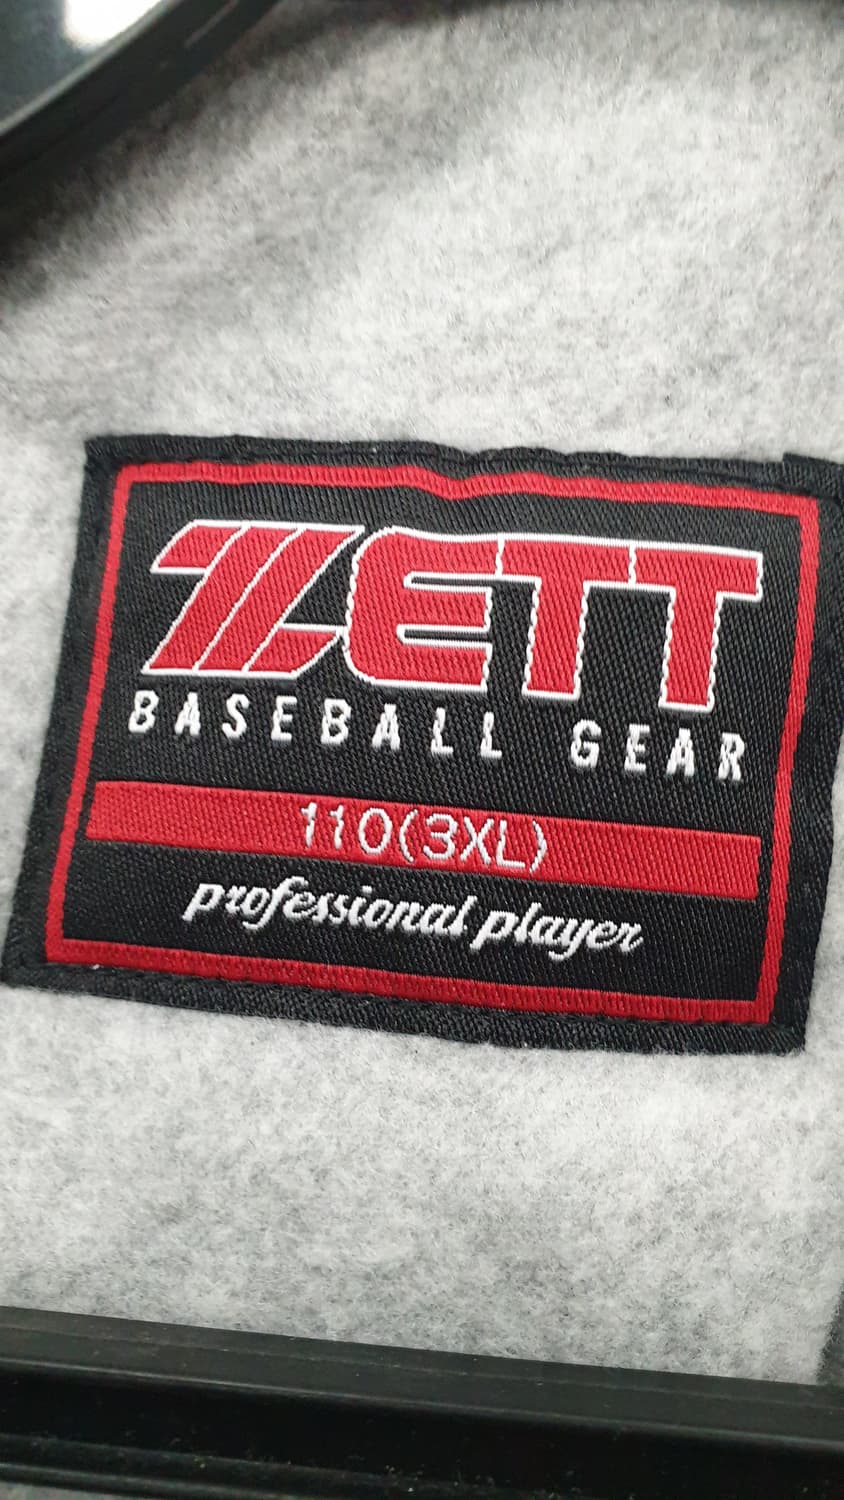 ZETT
BASEBALL GEAR
110(3XL)
professional player